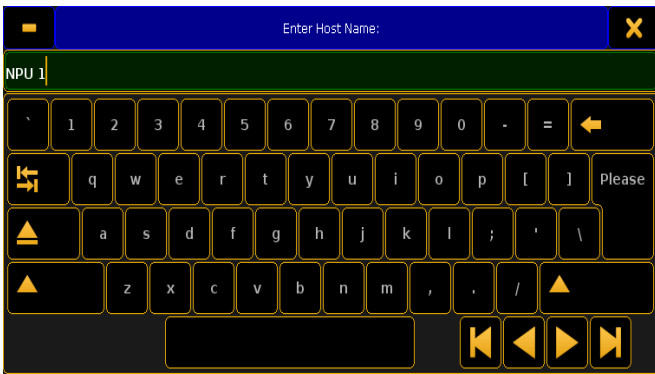 Enter Host Name:
NPU 1
` 1 2 3 4 5 6 7 8 9 0 - =
q w e r t y u i o p [ ] Please
a s d f g h j k l ; ' \
z x c v b n m , . /